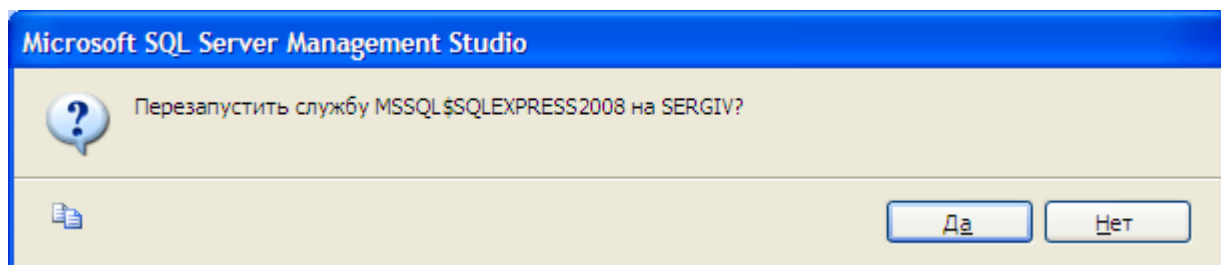 Microsoft SQL Server Management Studio
Перезапустить службу MSSQL$SQLEXPRESS2008 на SERGIV?
Да
Нет